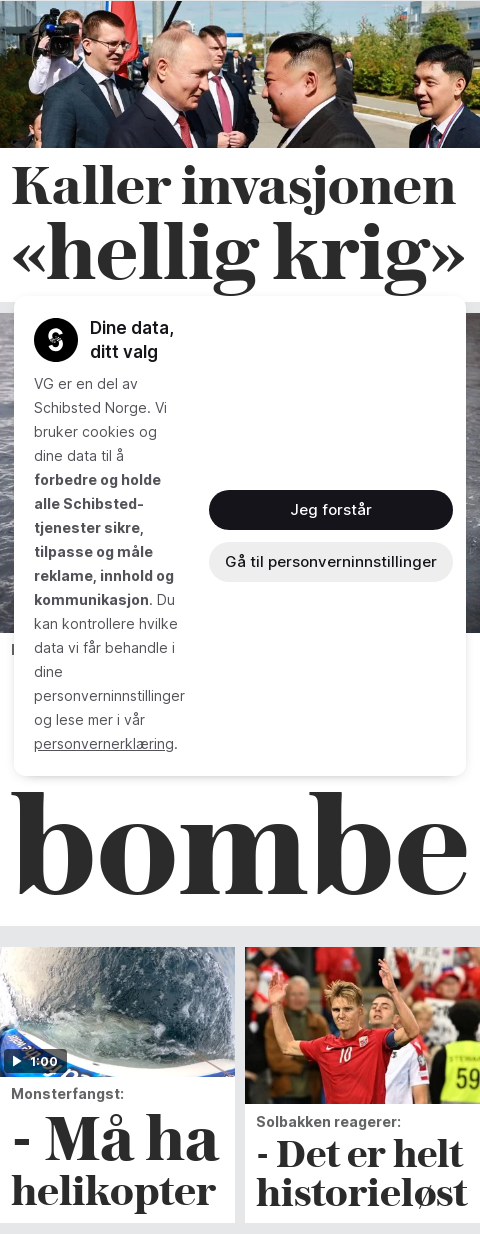 Kaller invasjonen
«hellig krig»
Dine data,
ditt valg
VG er en del av
Schibsted Norge. Vi
bruker cookies og
dine data til å
forbedre og holde
alle Schibsted-
tjenester sikre,
tilpasse og måle
reklame, innhold og
kommunikasjon. Du
kan kontrollere hvilke
data vi får behandle i
dine
personverninnstillinger
og lese mer i vår
personvernerklæring.
Jeg forstår
Gå til personverninnstillinger
bombe
1:00
Monsterfangst:
- Må ha
helikopter
10
59
Solbakken reagerer:
- Det er helt
historieløst